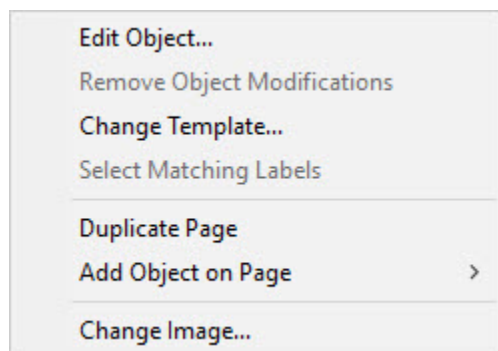 Edit Object...
Remove Object Modifications
Change Template...
Select Matching Labels
Duplicate Page
Add Object on Page
Change Image...